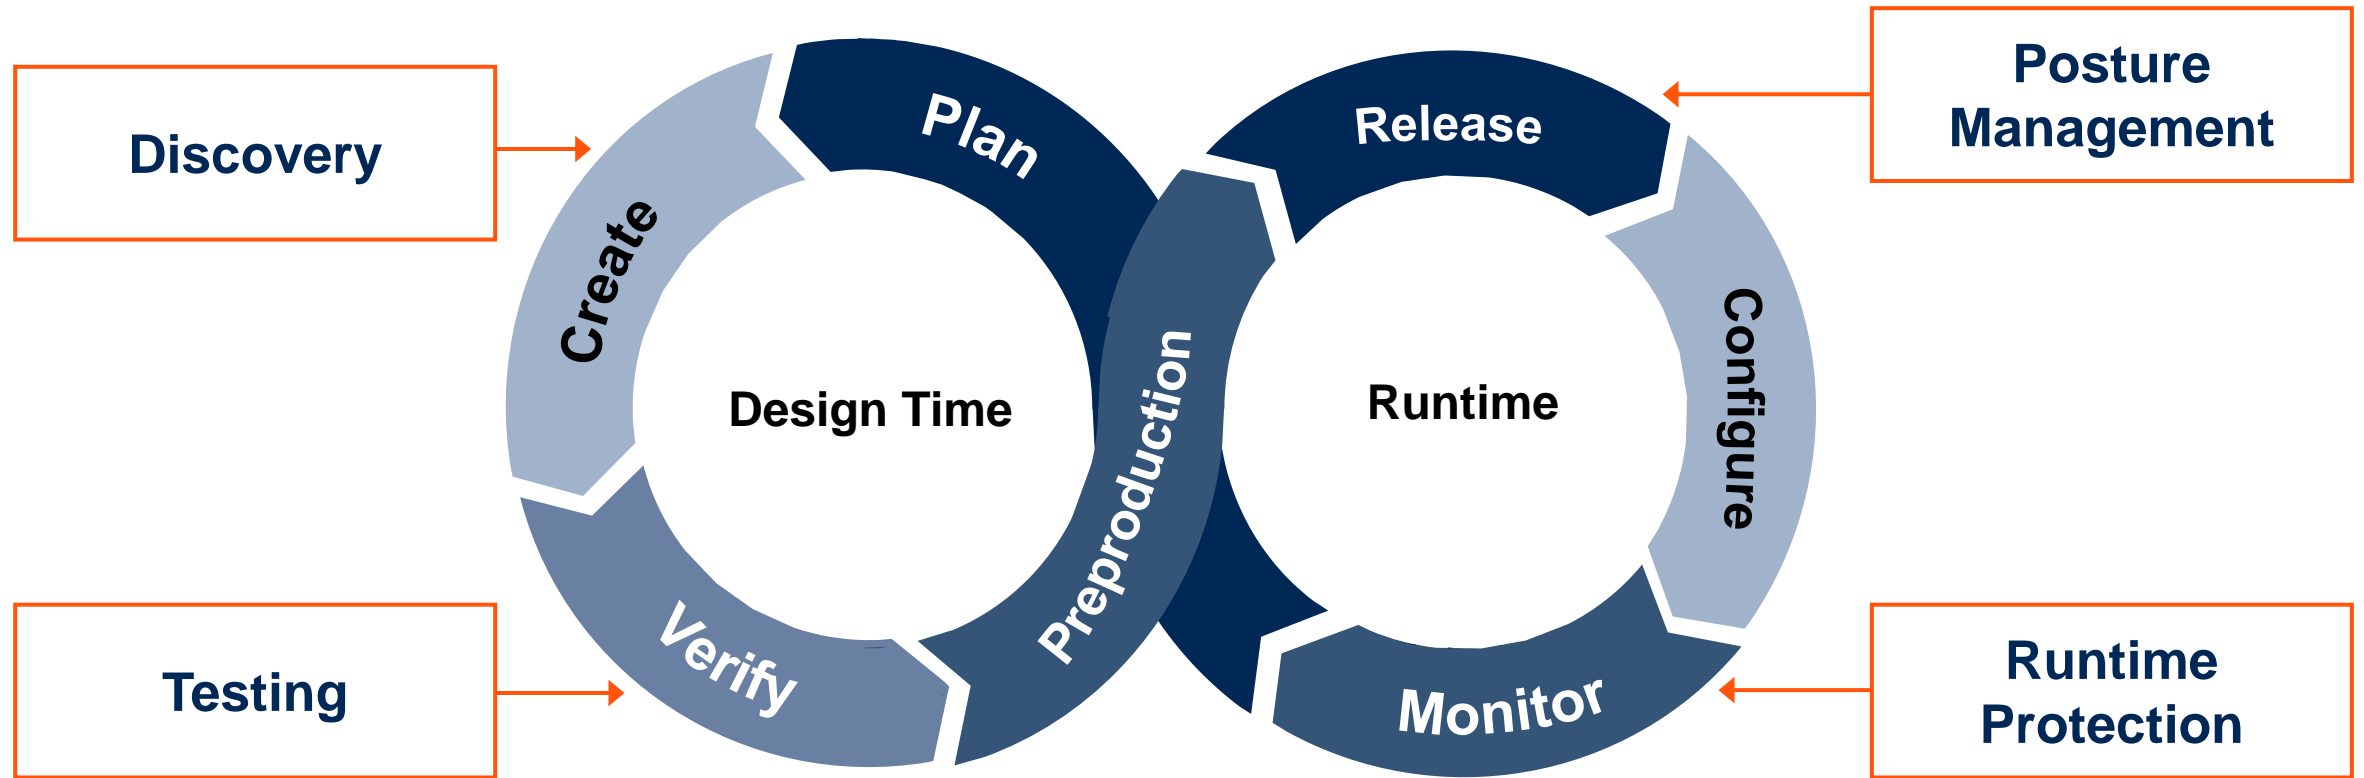 Discovery
Plan
Create
Design Time
Verify
Testing
Preproduction
Release
Runtime
Configure
Monitor
Posture
Management
Runtime
Protection